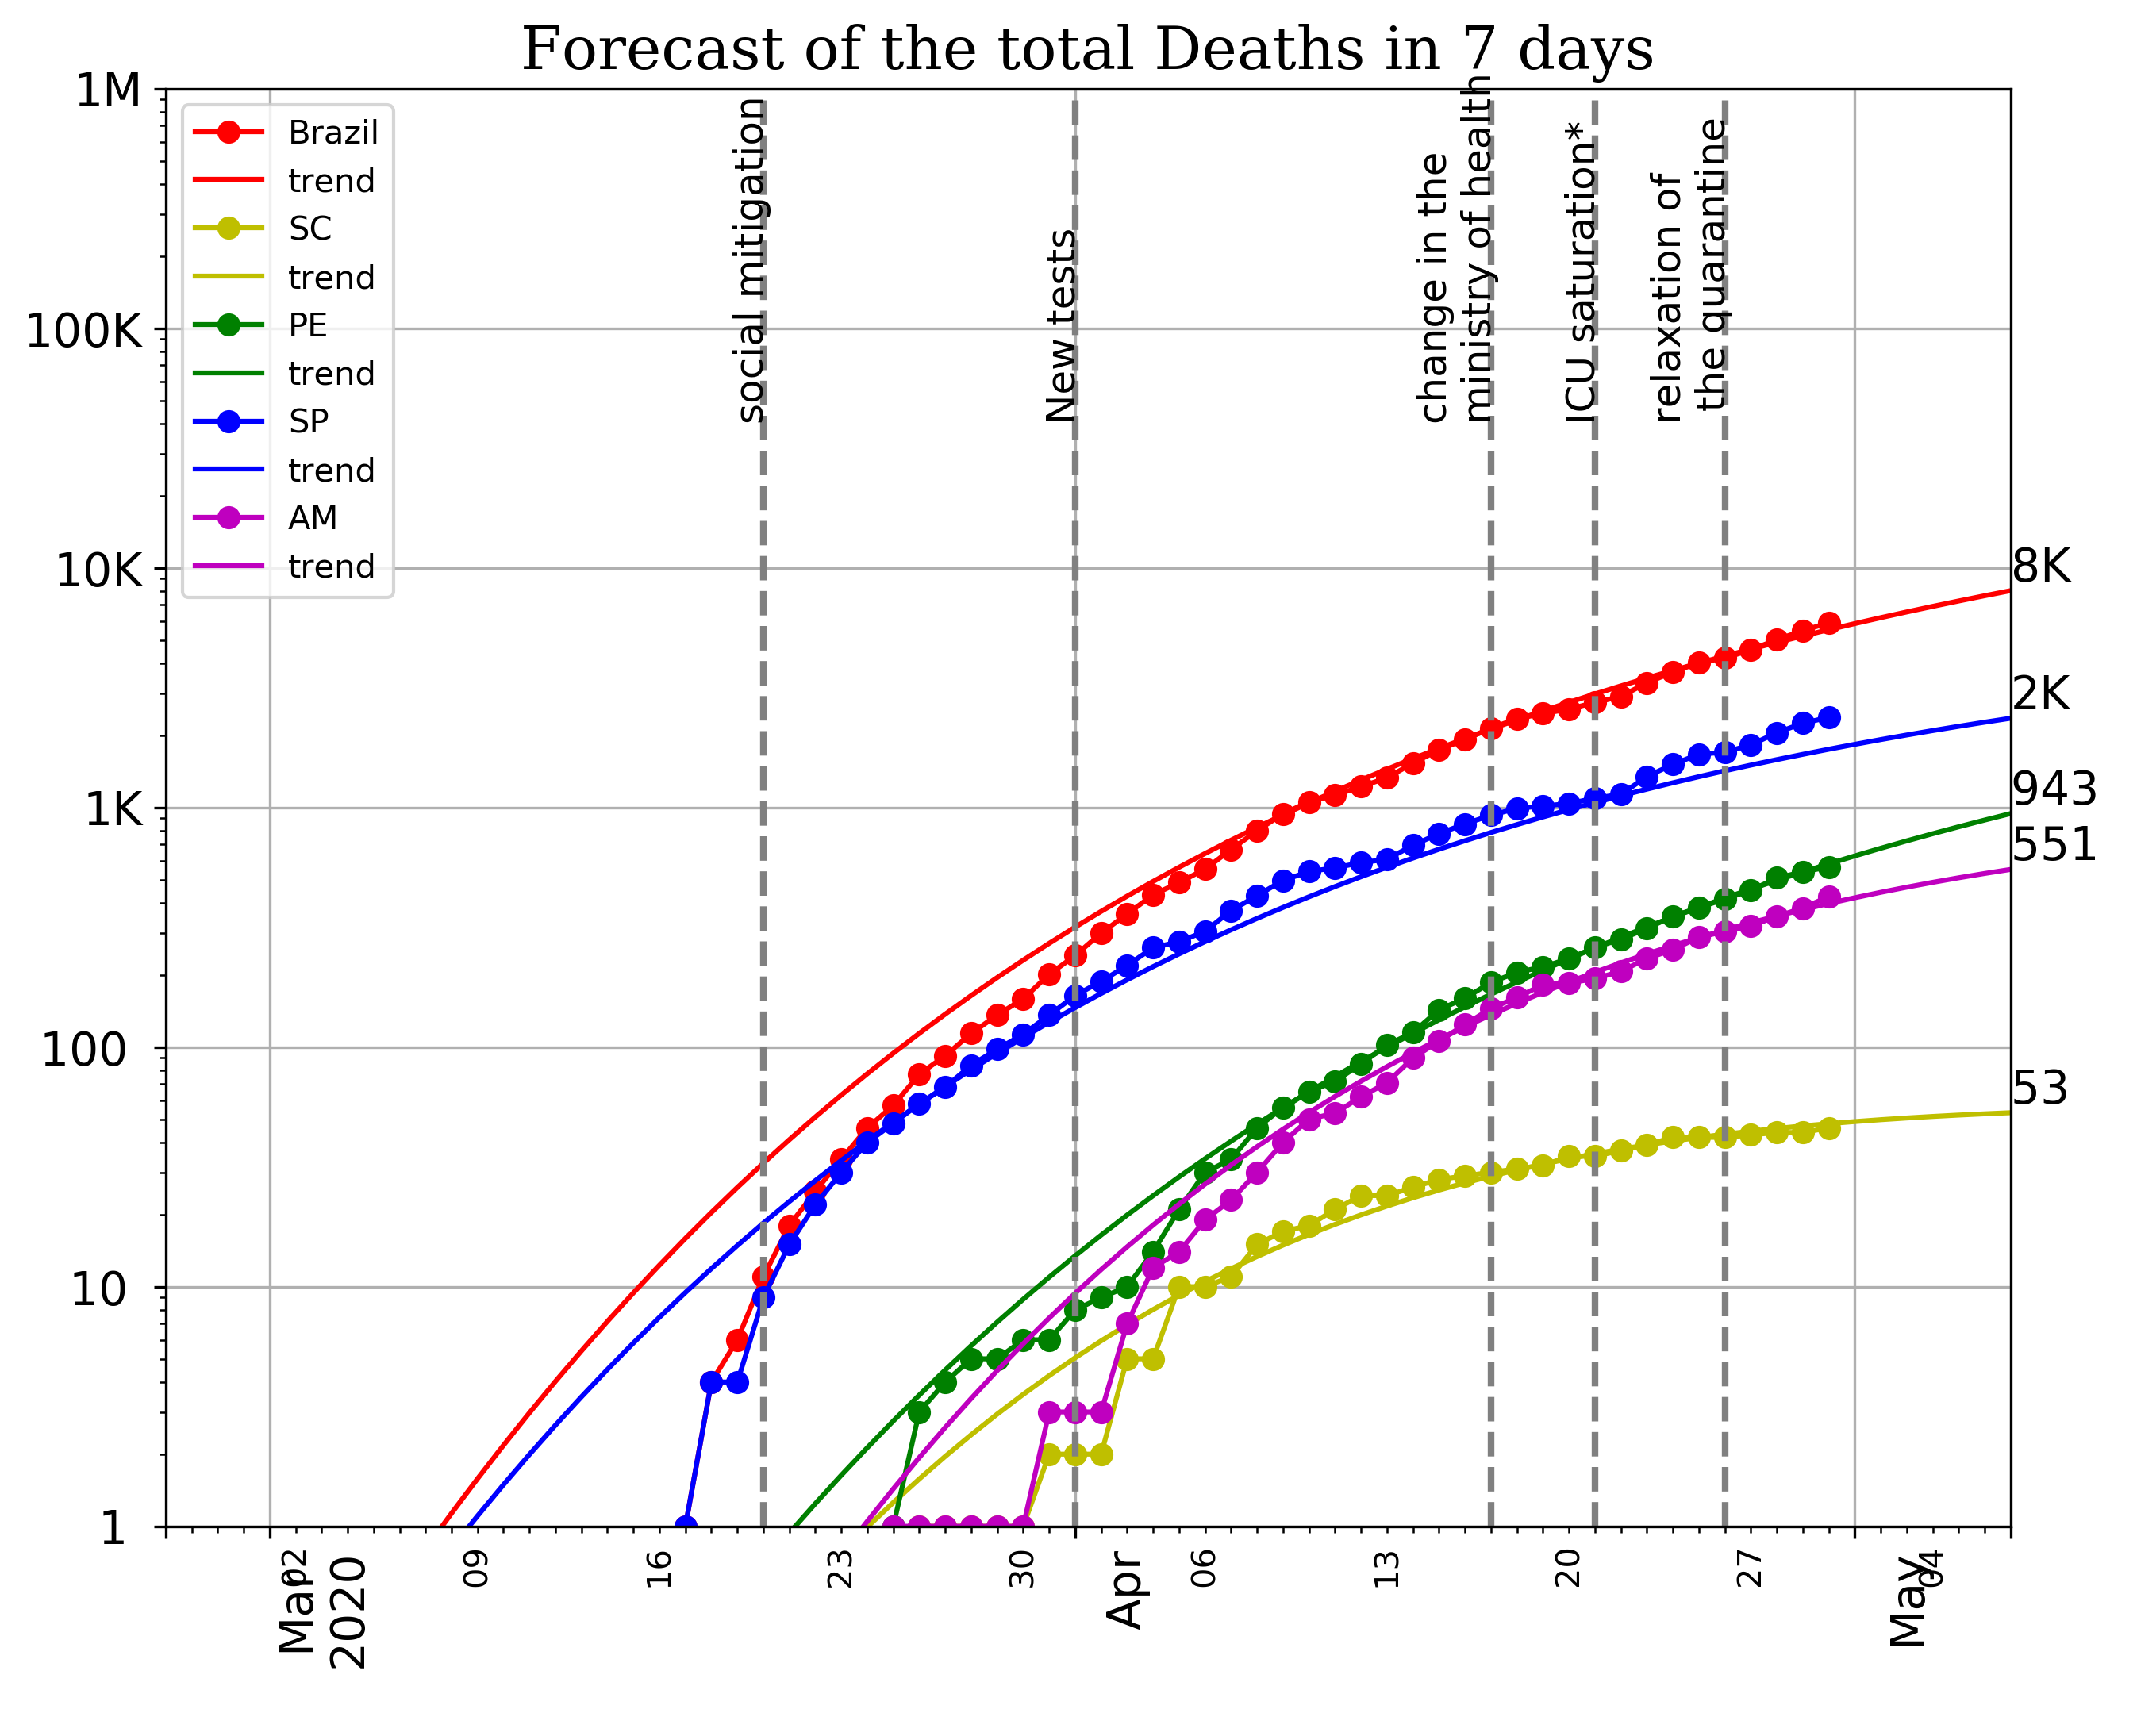 Forecast of the total Deaths in 7 days
1M
100K
10K
1K
100
10
1
Brazil
trend
SC
trend
PE
trend
SP
trend
AM
trend
social mitigation
New tests
change in the
ministry of health
ICU saturation*
relaxation of
the quarantine
8K
2K
943
551
53
02
09
16
23
30
06
13
20
27
04
Mar
2020
Apr
May